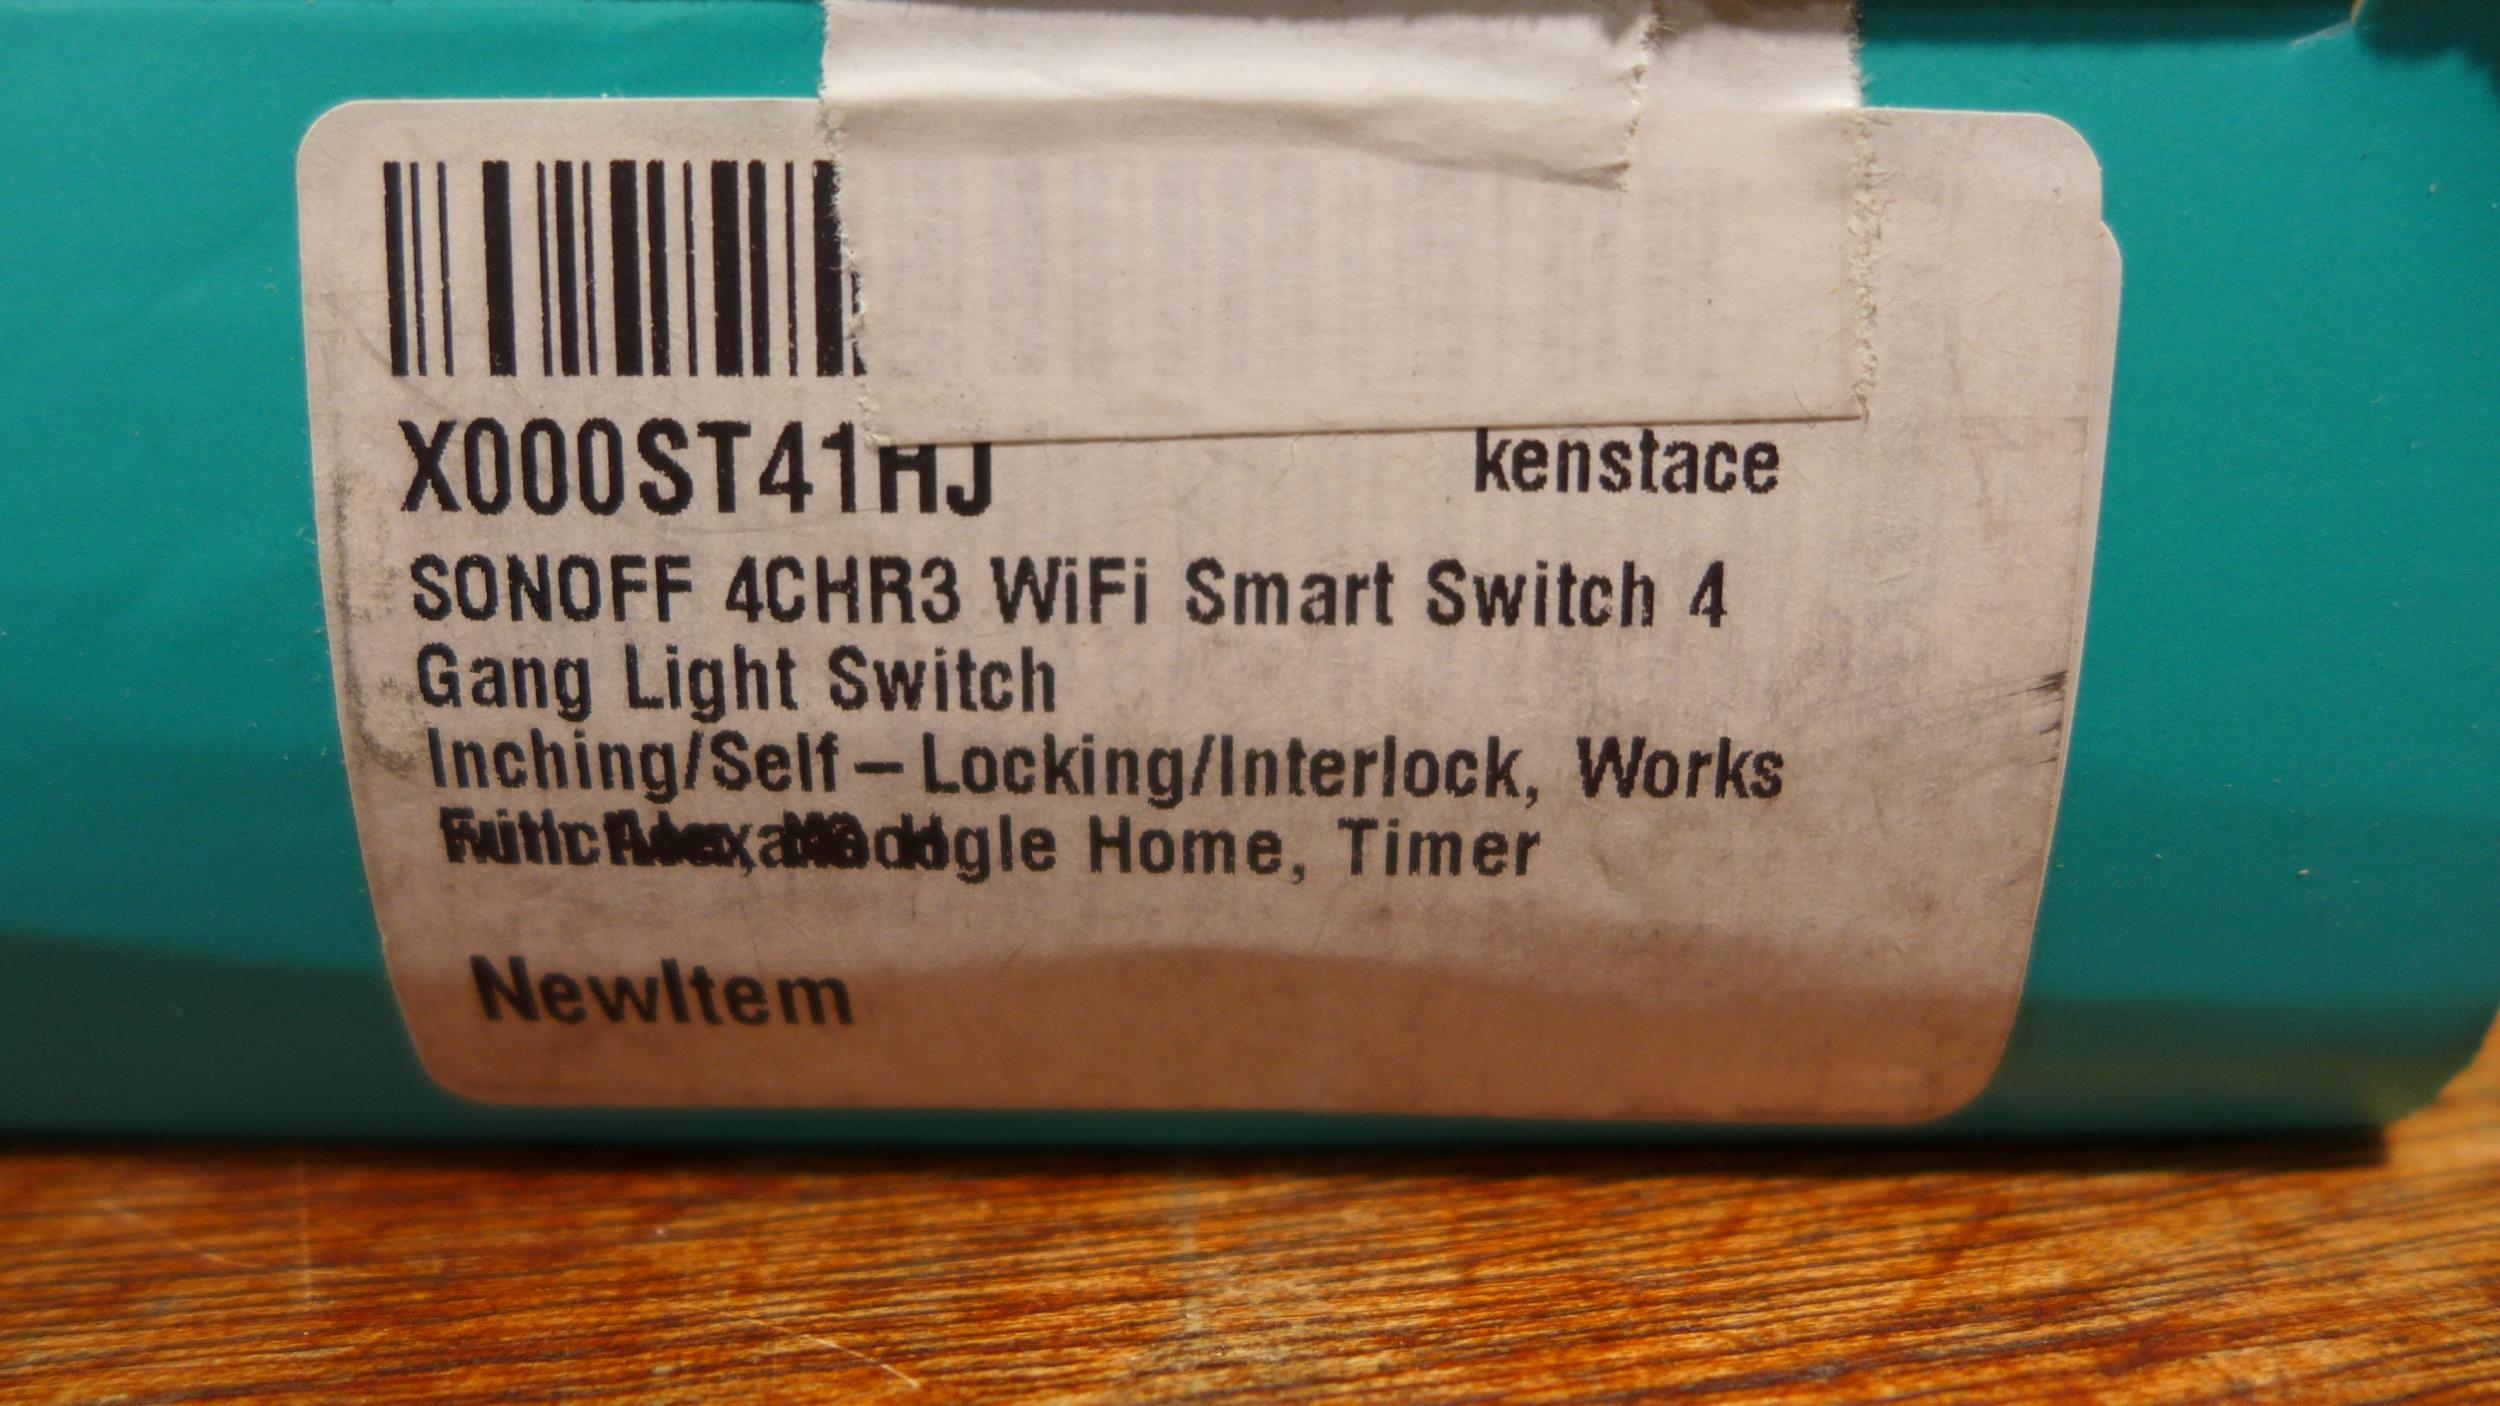 X000ST41HJ
kenstace
SONOFF 4CHR3 WiFi Smart Switch 4
Gang Light Switch
Inching/Self-Locking/Interlock, Works
Home, Timer
NewItem